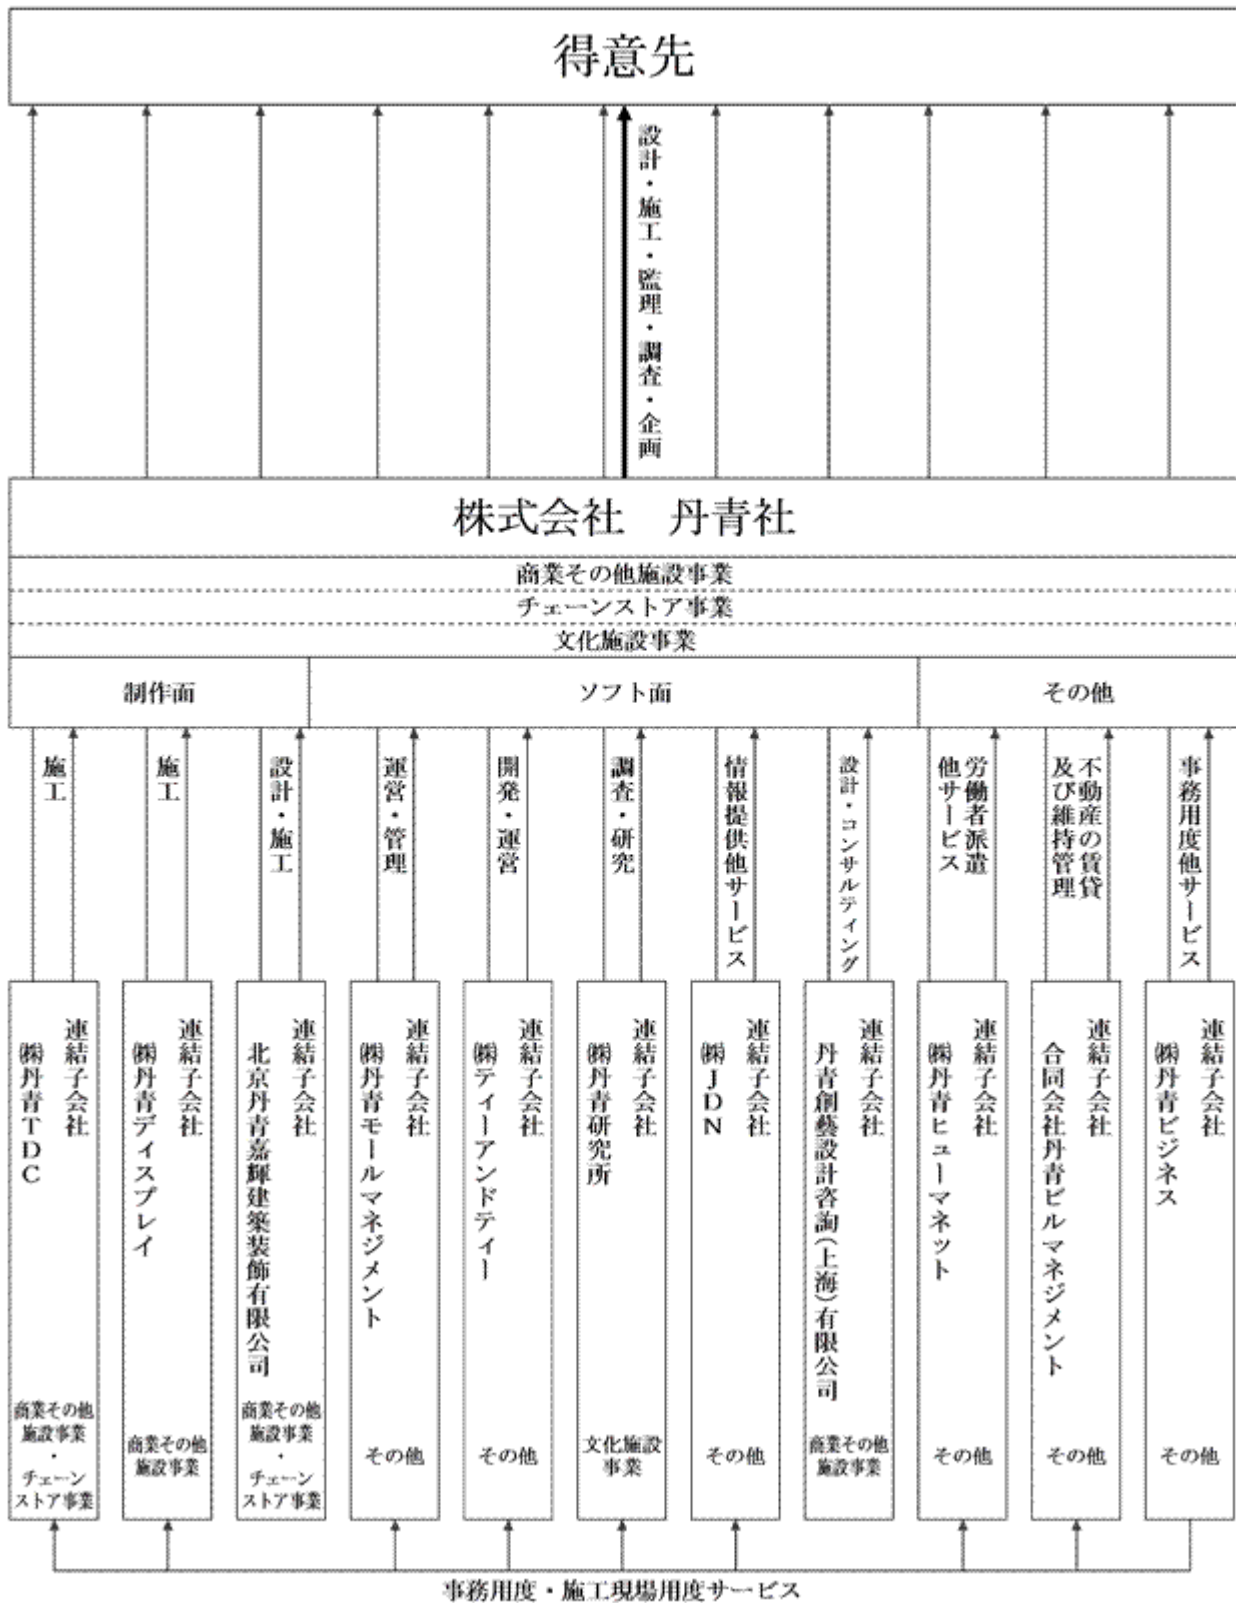 得意先
設計・施工・監理・調査・企画
株式会社　丹青社
商業その他施設事業
チェーンストア事業
文化施設事業
制作面
ソフト面
その他
施工
施工
設計・施工
運営・管理
開発・運営
調査・研究
情報提供他サービス
設計・コンサルティング
労働者派遣
他サービス
不動産の賃貸
及び維持管理
事務用度他サービス
連結子会社
㈱丹青TDC
商業その他
施設事業
・
チェーン
ストア事業
連結子会社
㈱丹青ディスプレイ
商業その他
施設事業
連結子会社
北京丹青嘉輝建築装飾有限公司
商業その他
施設事業
・
チェーン
ストア事業
連結子会社
㈱丹青モールマネジメント
その他
連結子会社
㈱ティーアンドティー
その他
連結子会社
㈱丹青研究所
文化施設
事業
連結子会社
㈱JDN
その他
連結子会社
丹青創藝設計咨詢(上海)有限公司
商業その他
施設事業
連結子会社
㈱丹青ヒューマネット
その他
連結子会社
合同会社丹青ビルマネジメント
その他
連結子会社
㈱丹青ビジネス
その他
事務用度・施工現場用度サービス